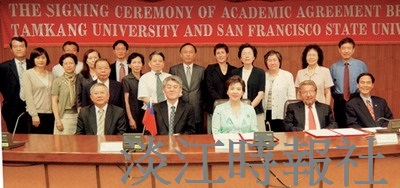 THE SIGNING CEREMONY OF ACADEMIC AGREEMENT BE
TAMKANG UNIVERSITY AND SAN FRANCISCO STATE UNIV
淡江時報社